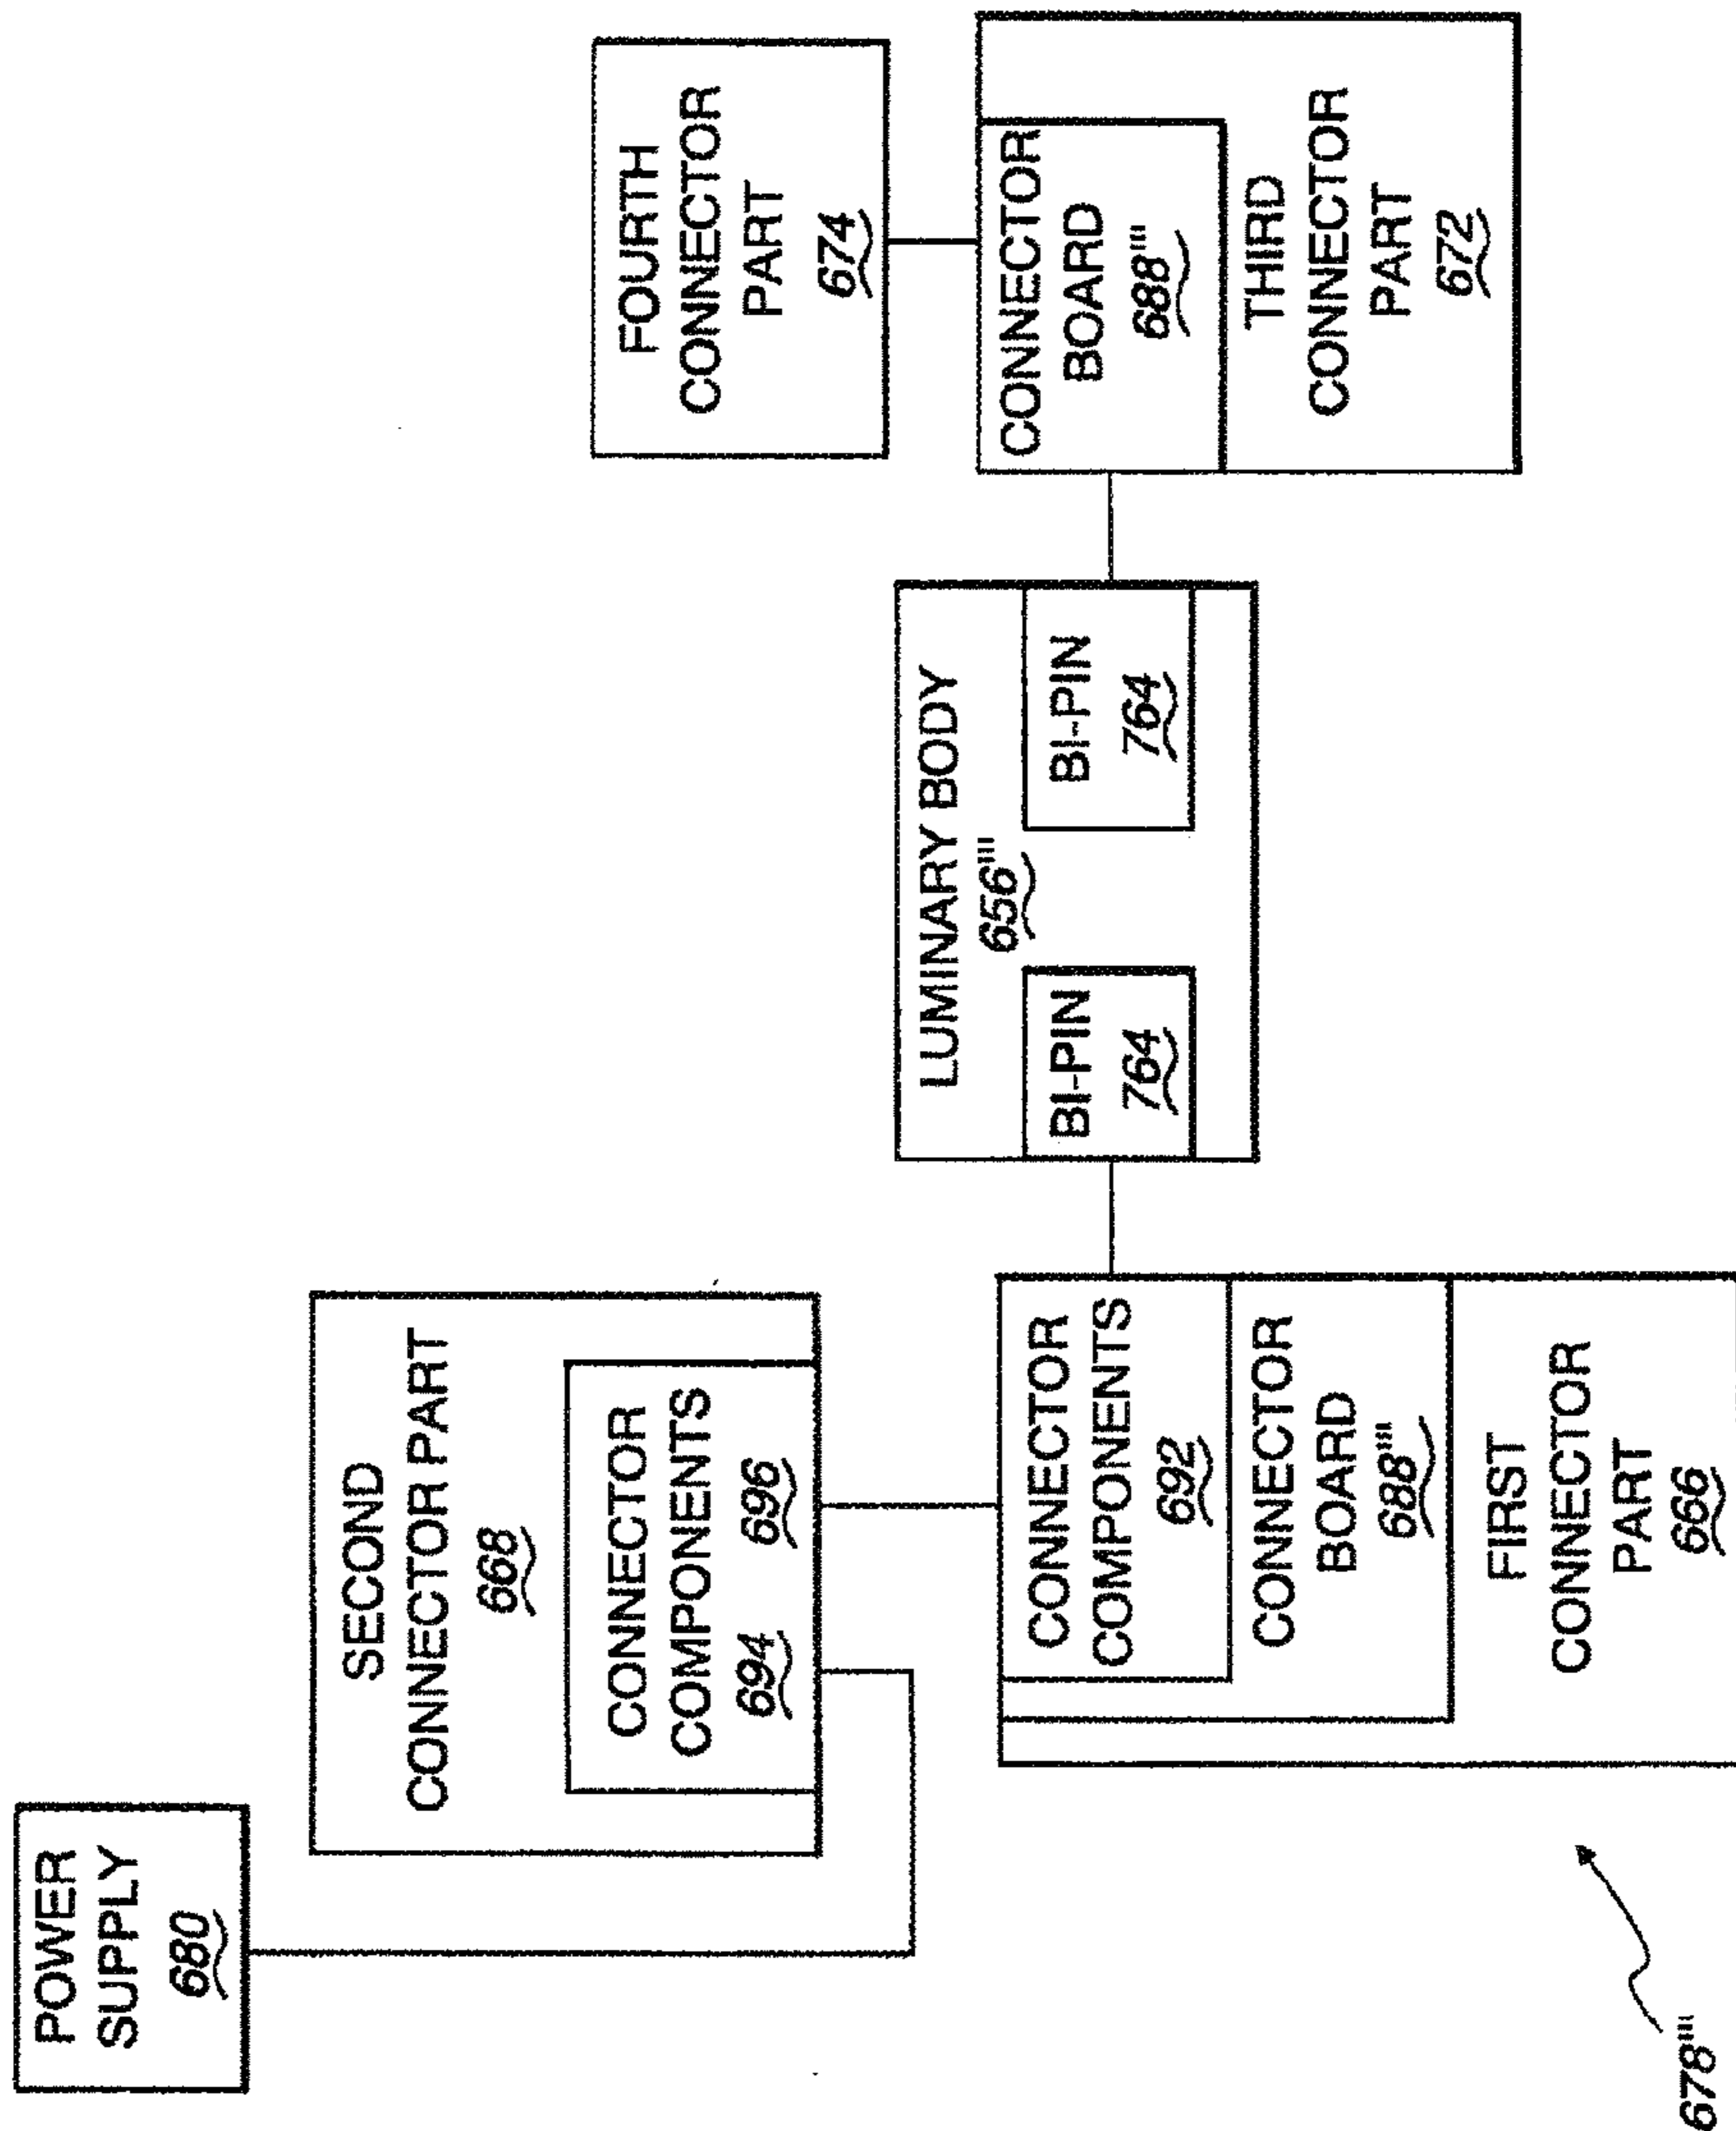 POWER
SUPPLY
680
SECOND
CONNECTOR PART
668
CONNECTOR
COMPONENTS
694 696
FOURTH
CONNECTOR
PART
674
LUMINARY BODY
656'''
BI-PIN
764
BI-PIN
764
CONNECTOR
COMPONENTS
692
CONNECTOR
BOARD
688''''
FIRST
CONNECTOR
PART
666
CONNECTOR
BOARD
688'''
THIRD
CONNECTOR
PART
672
678''''